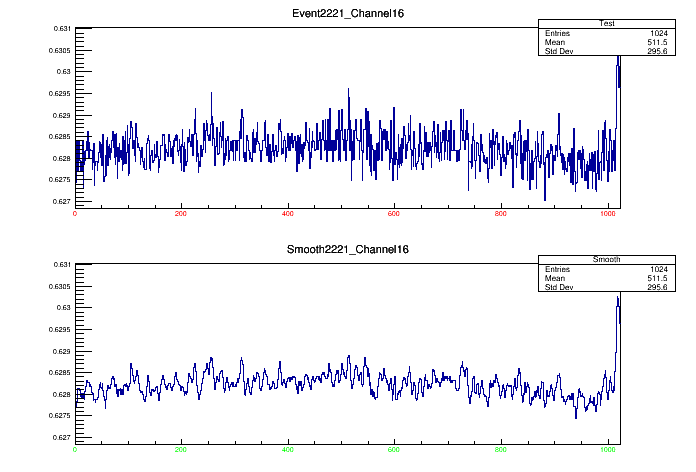 Event2221_Channel16
Test
Entries 1024
Mean 511.5
Std Dev 295.6
0.631
0.6305
0.63
0.6295
0.629
0.6285
0.628
0.6275
0.627
0 200 400 600 800 1000
Smooth2221_Channel16
Smooth
Entries 1024
Mean 511.5
Std Dev 295.6
0.631
0.6305
0.63
0.6295
0.629
0.6285
0.628
0.6275
0.627
0 200 400 600 800 1000